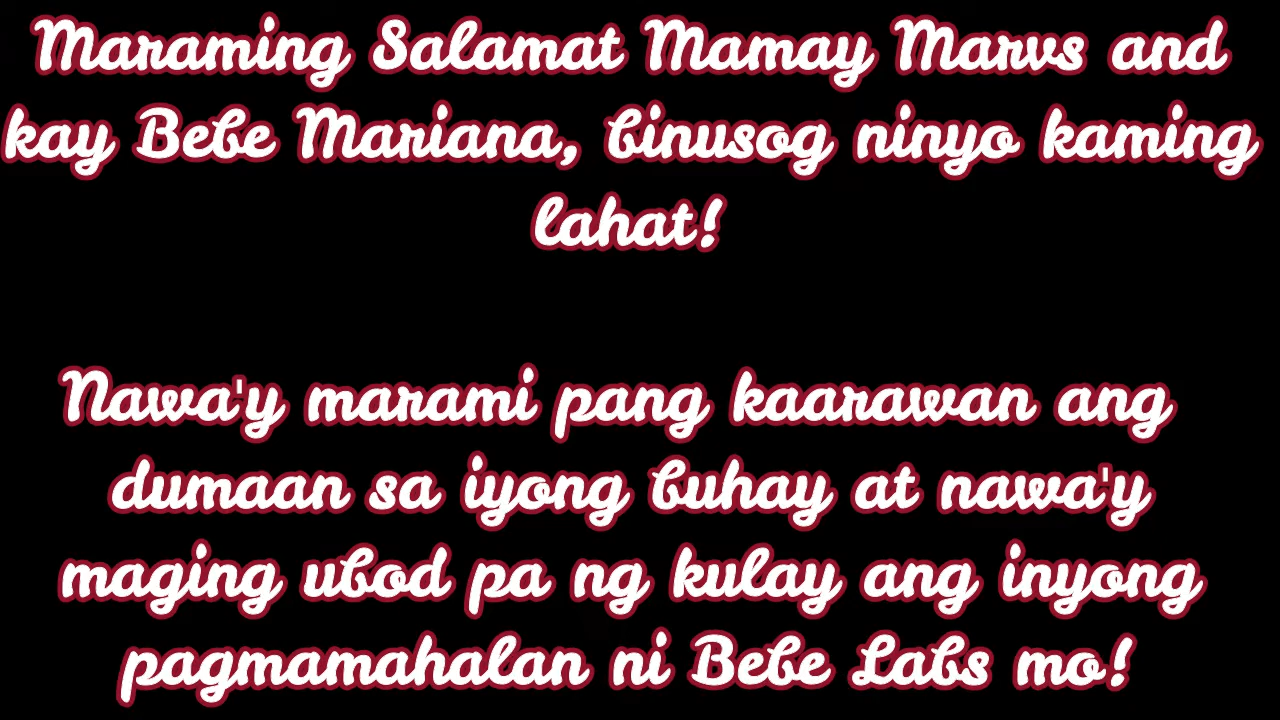 Maraming Salamat Mamay Marvs and
kay Bebe Mariana, binusog ninyo kaming
lahat!
Nawa'y marami pang kaarawan ang
dumaan sa iyong buhay at nawa'y
maging ubod pa ng kulay ang inyong
pagmamahalan ni Bebe Labs mo!